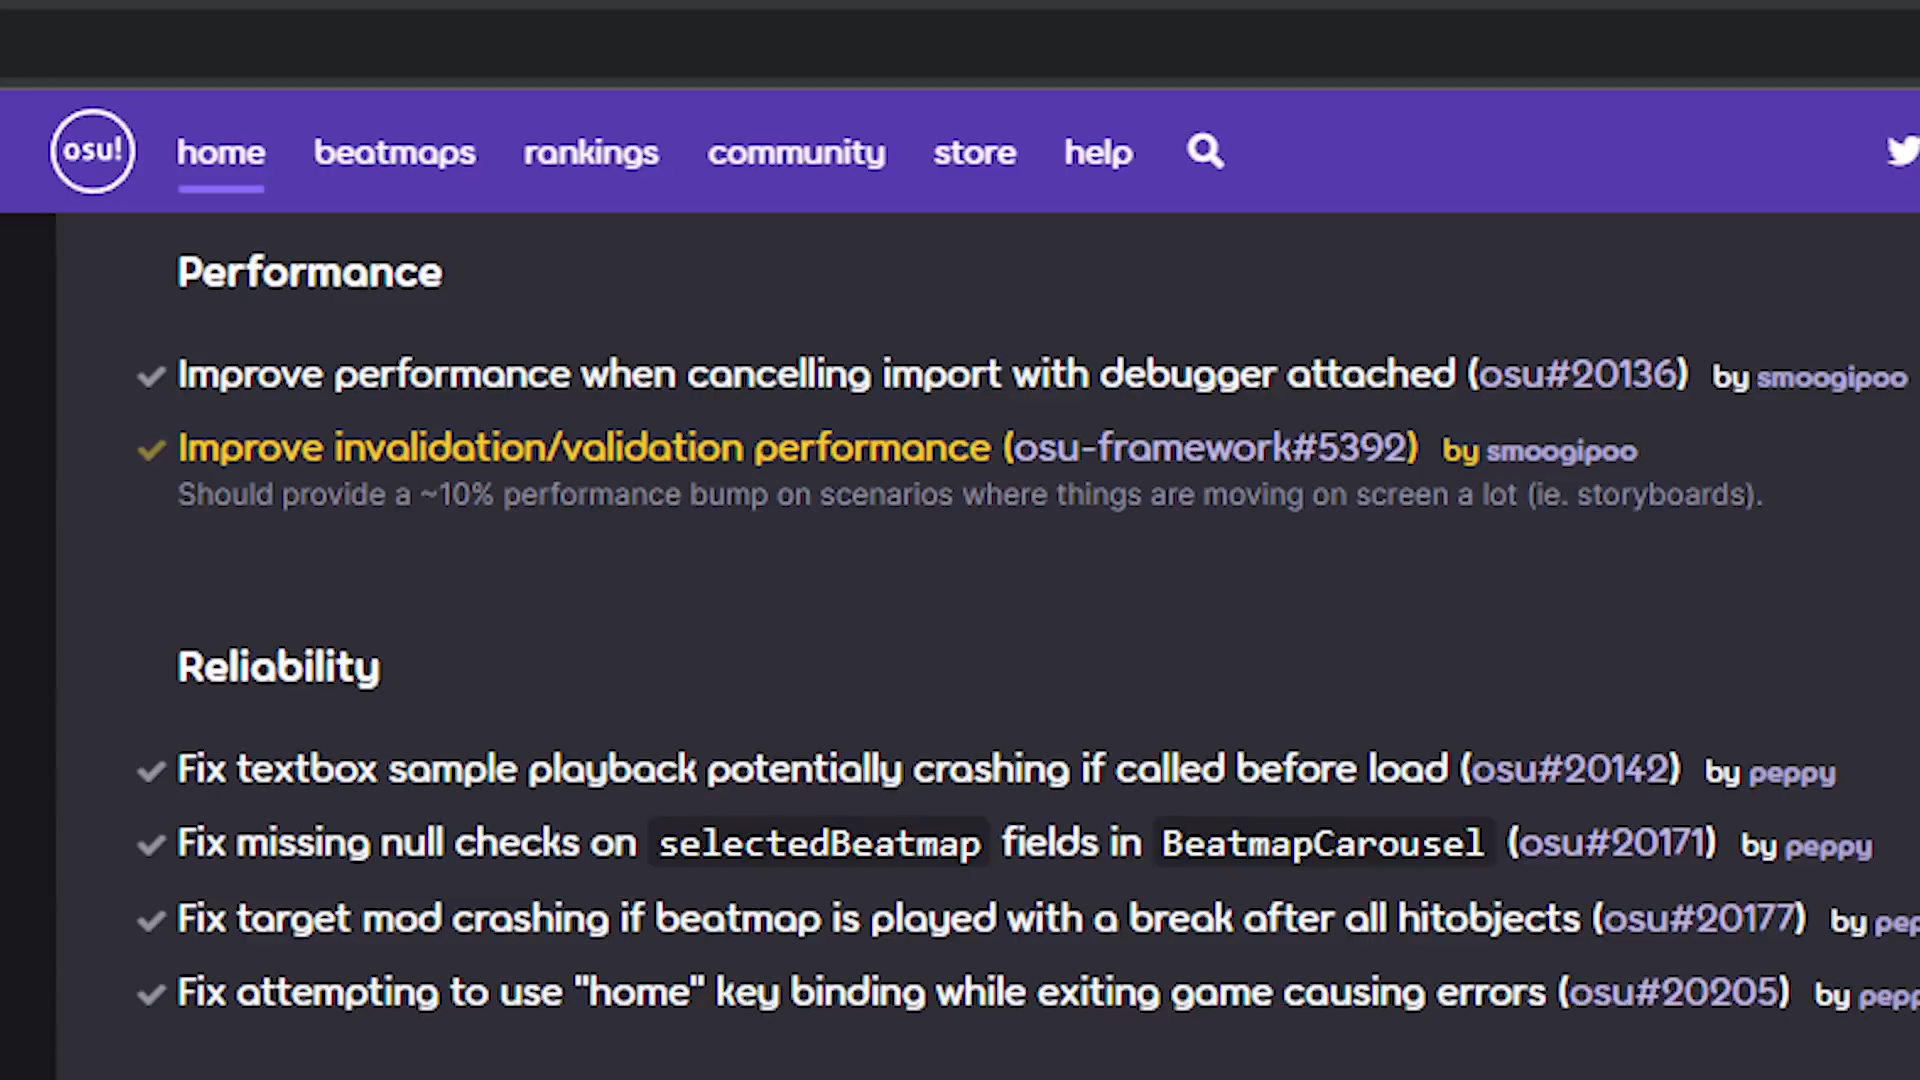 osu! home beatmaps rankings community store help
Performance
Improve performance when cancelling import with debugger attached (osu#20136) by smoogipoo
Improve invalidation/validation performance (osu-framework#5392) by smoogipoo
Should provide a ~10% performance bump on scenarios where things are moving on screen a lot (ie. storyboards).
Reliability
Fix textbox sample playback potentially crashing if called before load (osu#20142) by peppy
Fix missing null checks on selectedBeatmap fields in BeatmapCarousel (osu#20171) by peppy
Fix target mod crashing if beatmap is played with a break after all hitobjects (osu#20177) by pep
Fix attempting to use "home" key binding while exiting game causing errors (osu#20205) by pepp